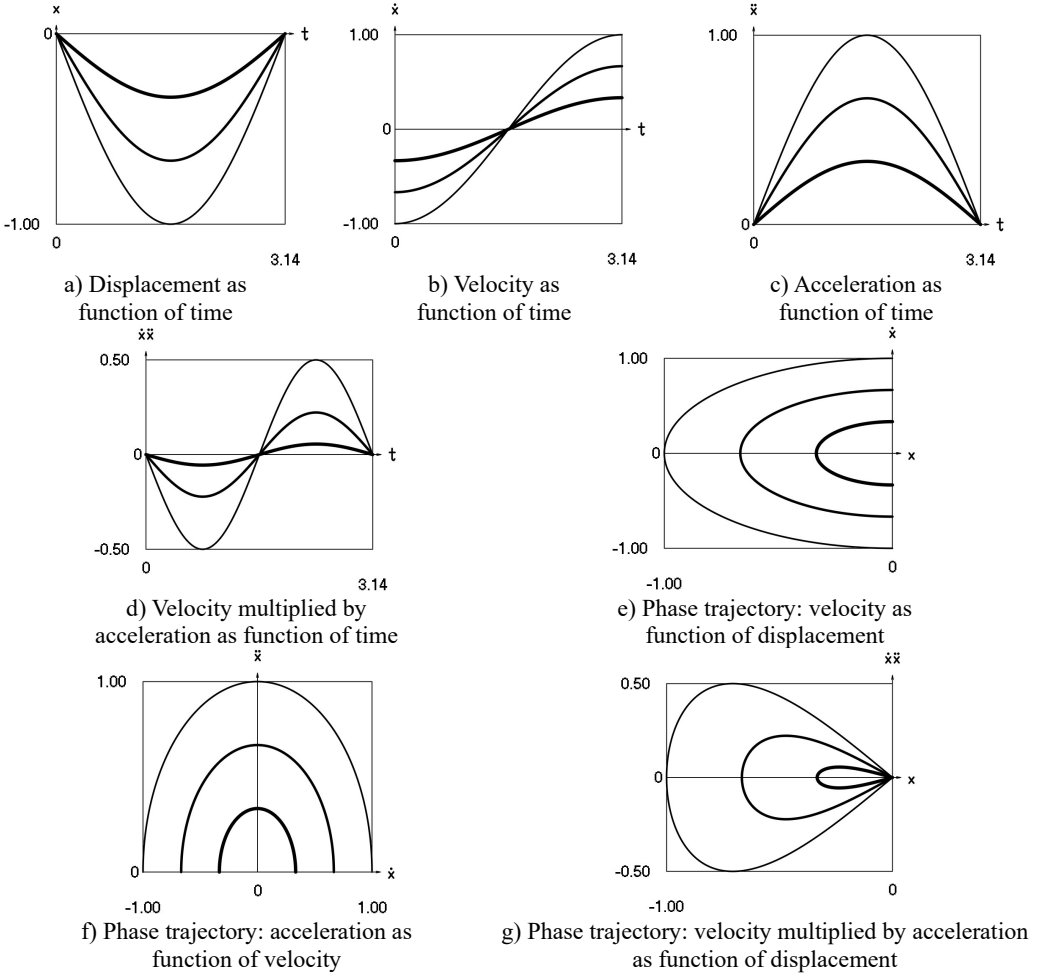 x
0
t
-1.00
0
3.14
a) Displacement as
function of time
ẋ
1.00
0
t
-1.00
0
3.14
b) Velocity as
function of time
ẍ
1.00
0
t
0
3.14
c) Acceleration as
function of time
ẋẍ
0.50
0
t
-0.50
0
3.14
d) Velocity multiplied by
acceleration as function of time
ẋ
1.00
0
x
-1.00
0
-1.00
e) Phase trajectory: velocity as
function of displacement
ẍ
1.00
0
ẋ
0
-1.00 1.00
f) Phase trajectory: acceleration as
function of velocity
ẋẍ
0.50
0
x
-0.50
0
-1.00
g) Phase trajectory: velocity multiplied by acceleration
as function of displacement